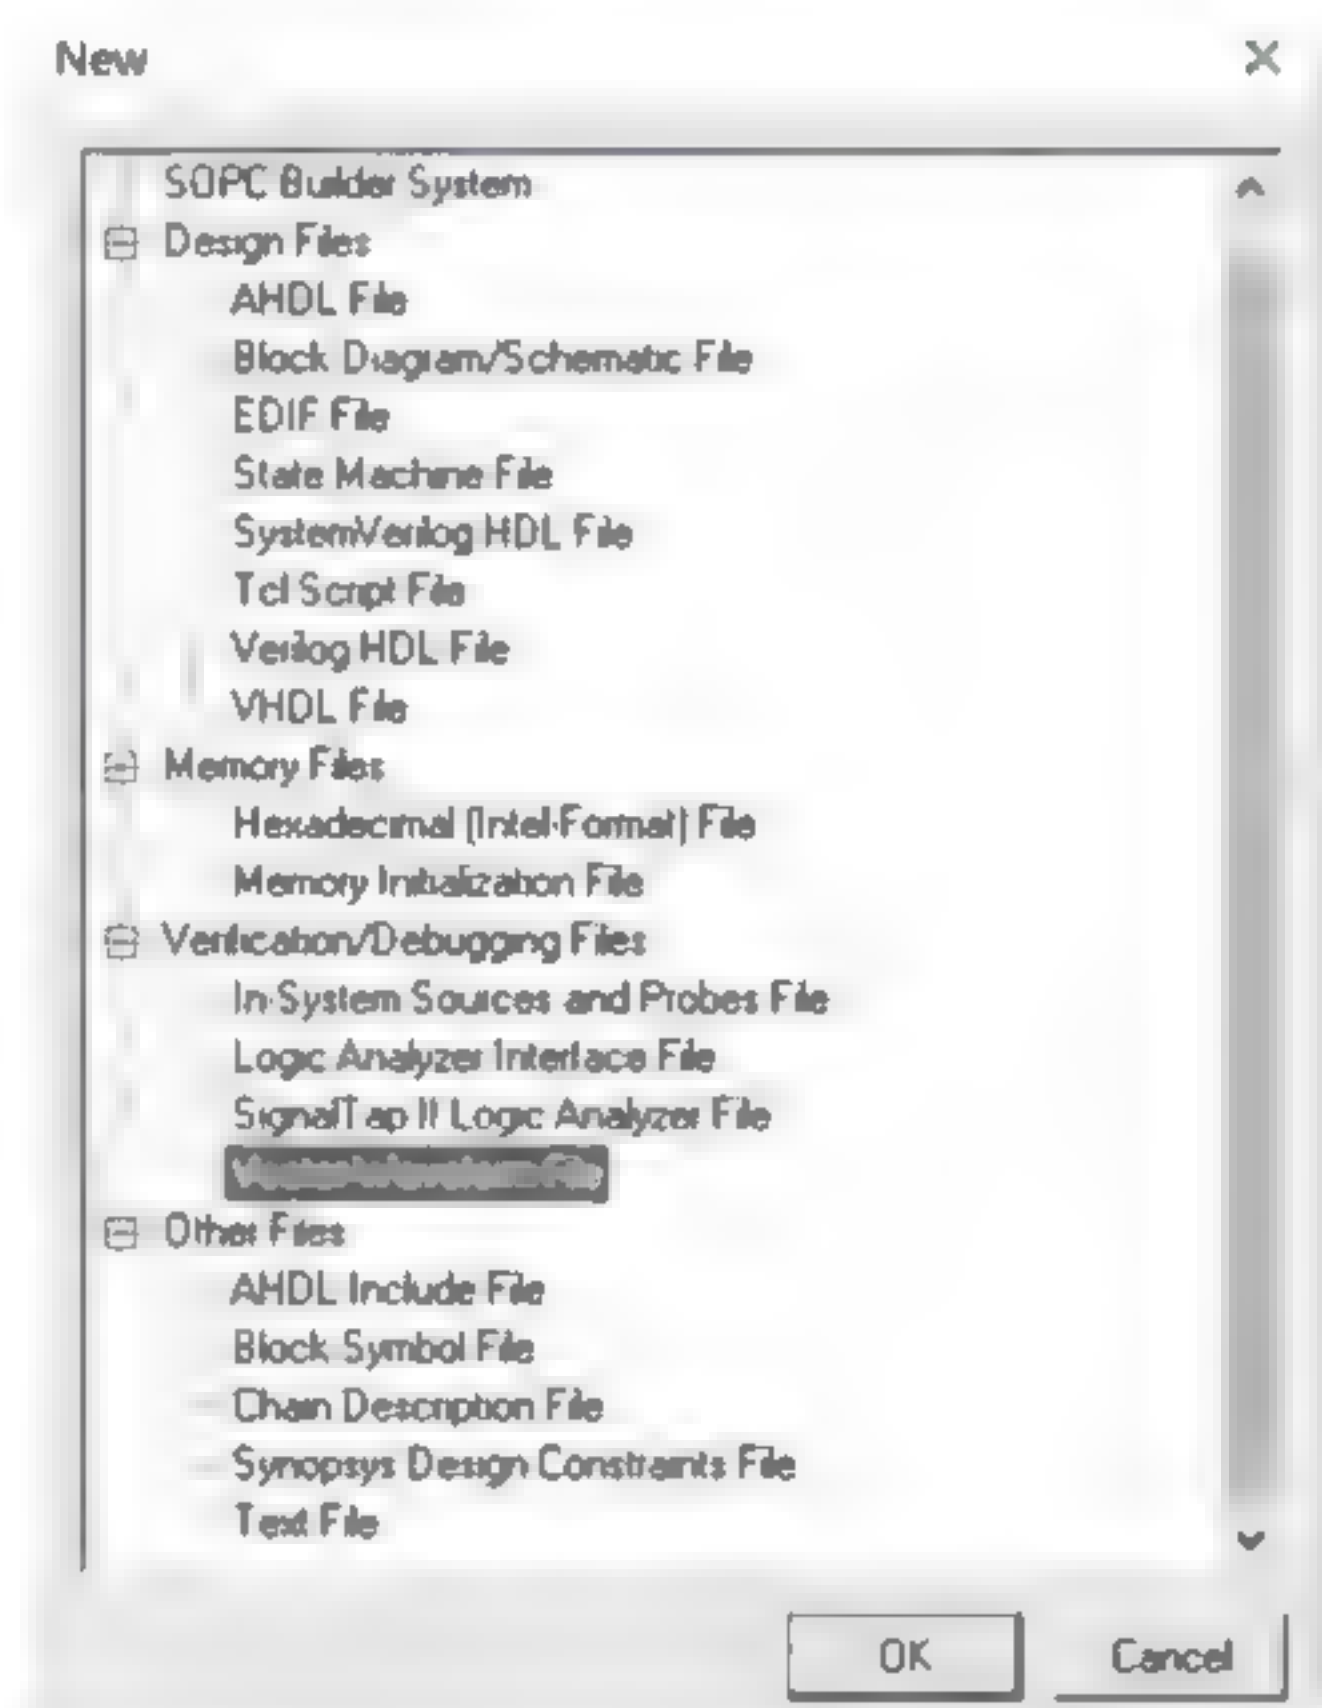 New
SOPC Builder System
Design Files
AHDL File
Block Diagram/Schematic File
EDIF File
State Machine File
SystemVerilog HDL File
Tcl Script File
Verilog HDL File
VHDL File
Memory Files
Hexadecimal (Intel-Format) File
Memory Initialization File
Verification/Debugging Files
In-System Sources and Probes File
Logic Analyzer Interface File
SignalTap II Logic Analyzer File
File
Other Files
AHDL Include File
Block Symbol File
Chain Description File
Synopsys Design Constraints File
Text File
OK Cancel